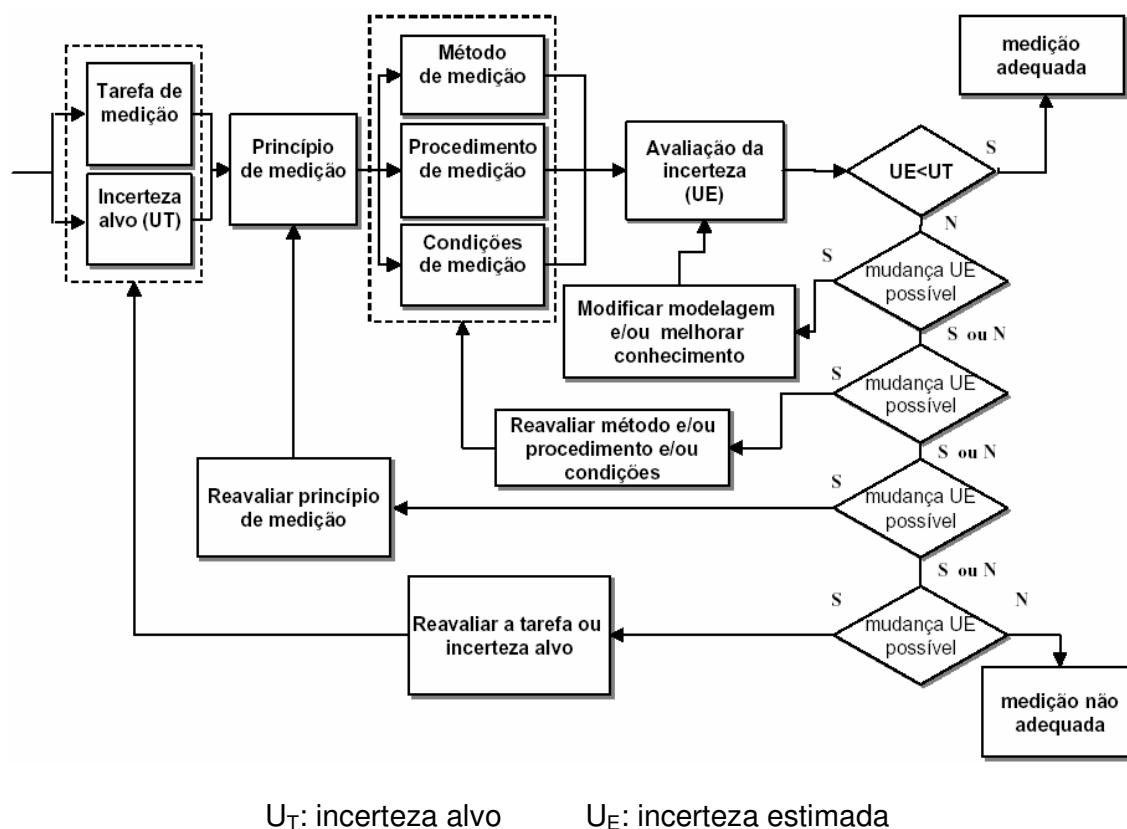 Tarefa de
medição
Incerteza
alvo (UT)
Princípio
de medição
Método
de medição
Procedimento
de medição
Condições
de medição
Avaliação da
incerteza
(UE)
UE<UT
S
medição
adequada
N
mudança UE
possível
S
Modificar modelagem
e/ou melhorar
conhecimento
S ou N
mudança UE
possível
S
Reavaliar método e/ou
procedimento e/ou
condições
S ou N
mudança UE
possível
S
Reavaliar princípio
de medição
S ou N
mudança UE
possível
S
Reavaliar a tarefa ou
incerteza alvo
N
medição não
adequada
U_T: incerteza alvo U_E: incerteza estimada